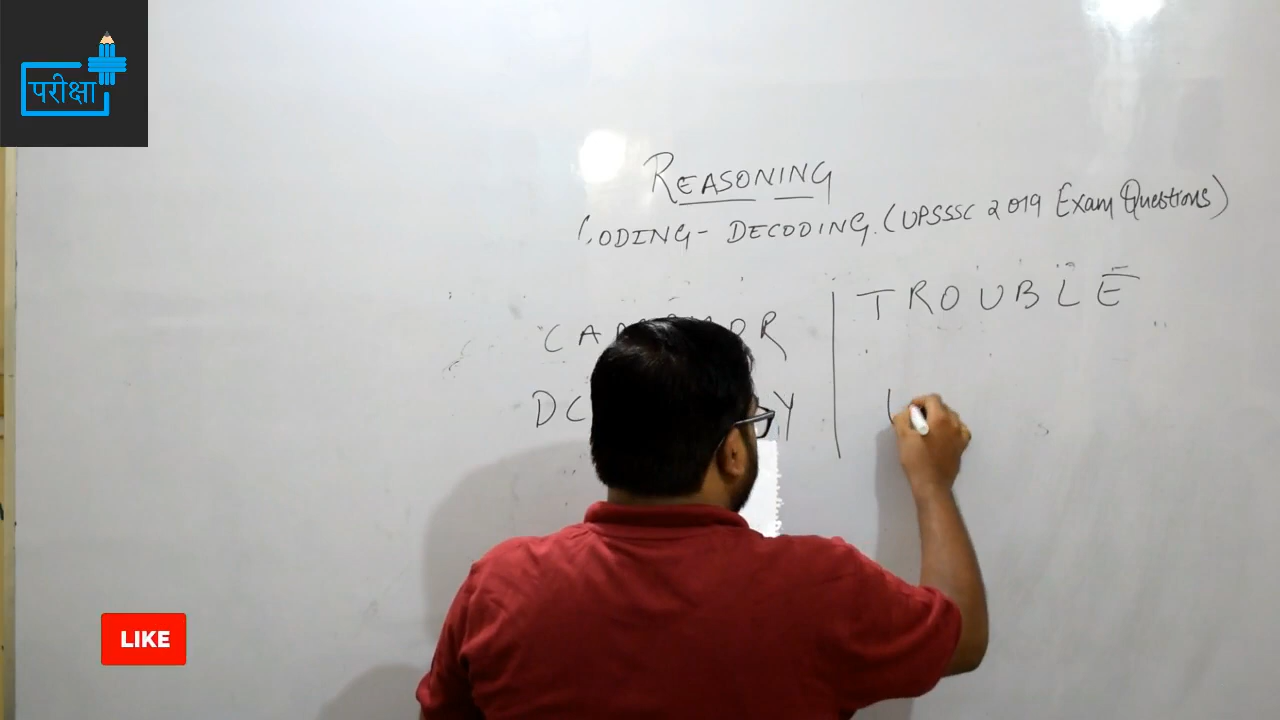 परीक्षा
REASONING
CODING - DECODING. (UPSSSC 2019 Exam Questions)
TROUBLE
LIKE